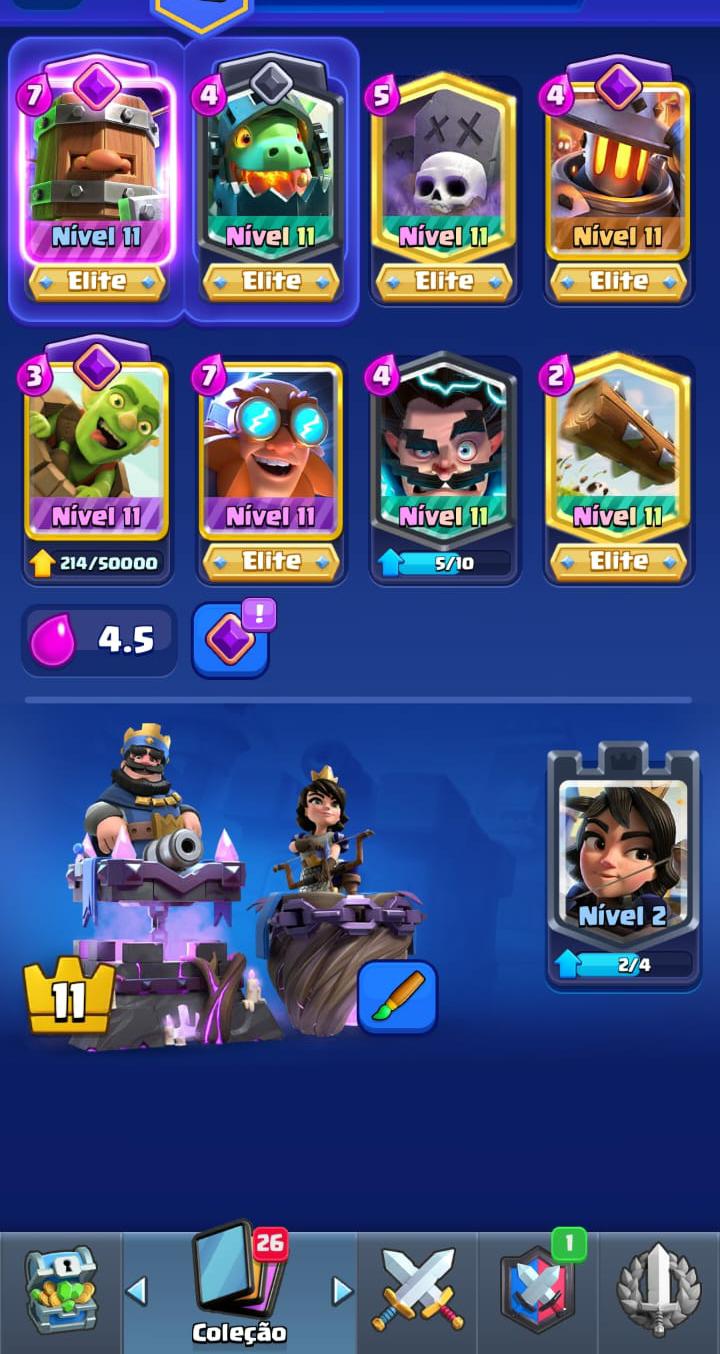 7 4 5 4
Nível 11 Nível 11 Nível 11 Nível 11
Elite Elite Elite Elite
3 7 4 2
Nível 11 Nível 11 Nível 11 Nível 11
214/50000 Elite 5/10 Elite
4.5 !
Nível 2
2/4
11
26 1
Coleção